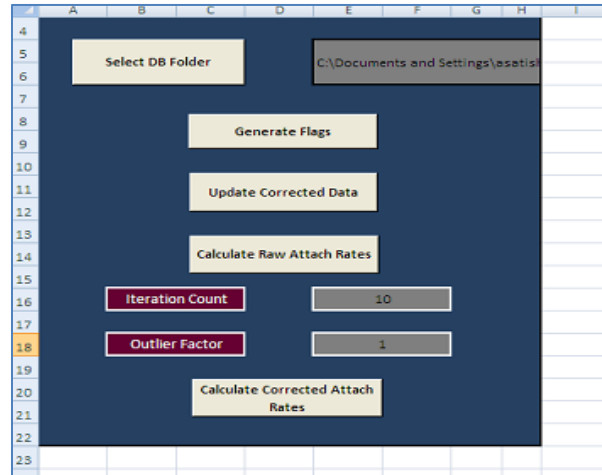 A B C D E F G H I
4
5
Select DB Folder
C:\Documents and Settings\asatis
6
7
8
Generate Flags
9
10
11
Update Corrected Data
12
13
14
Calculate Raw Attach Rates
15
16
Iteration Count
10
17
18
Outlier Factor
1
19
20
Calculate Corrected Attach
Rates
21
22
23